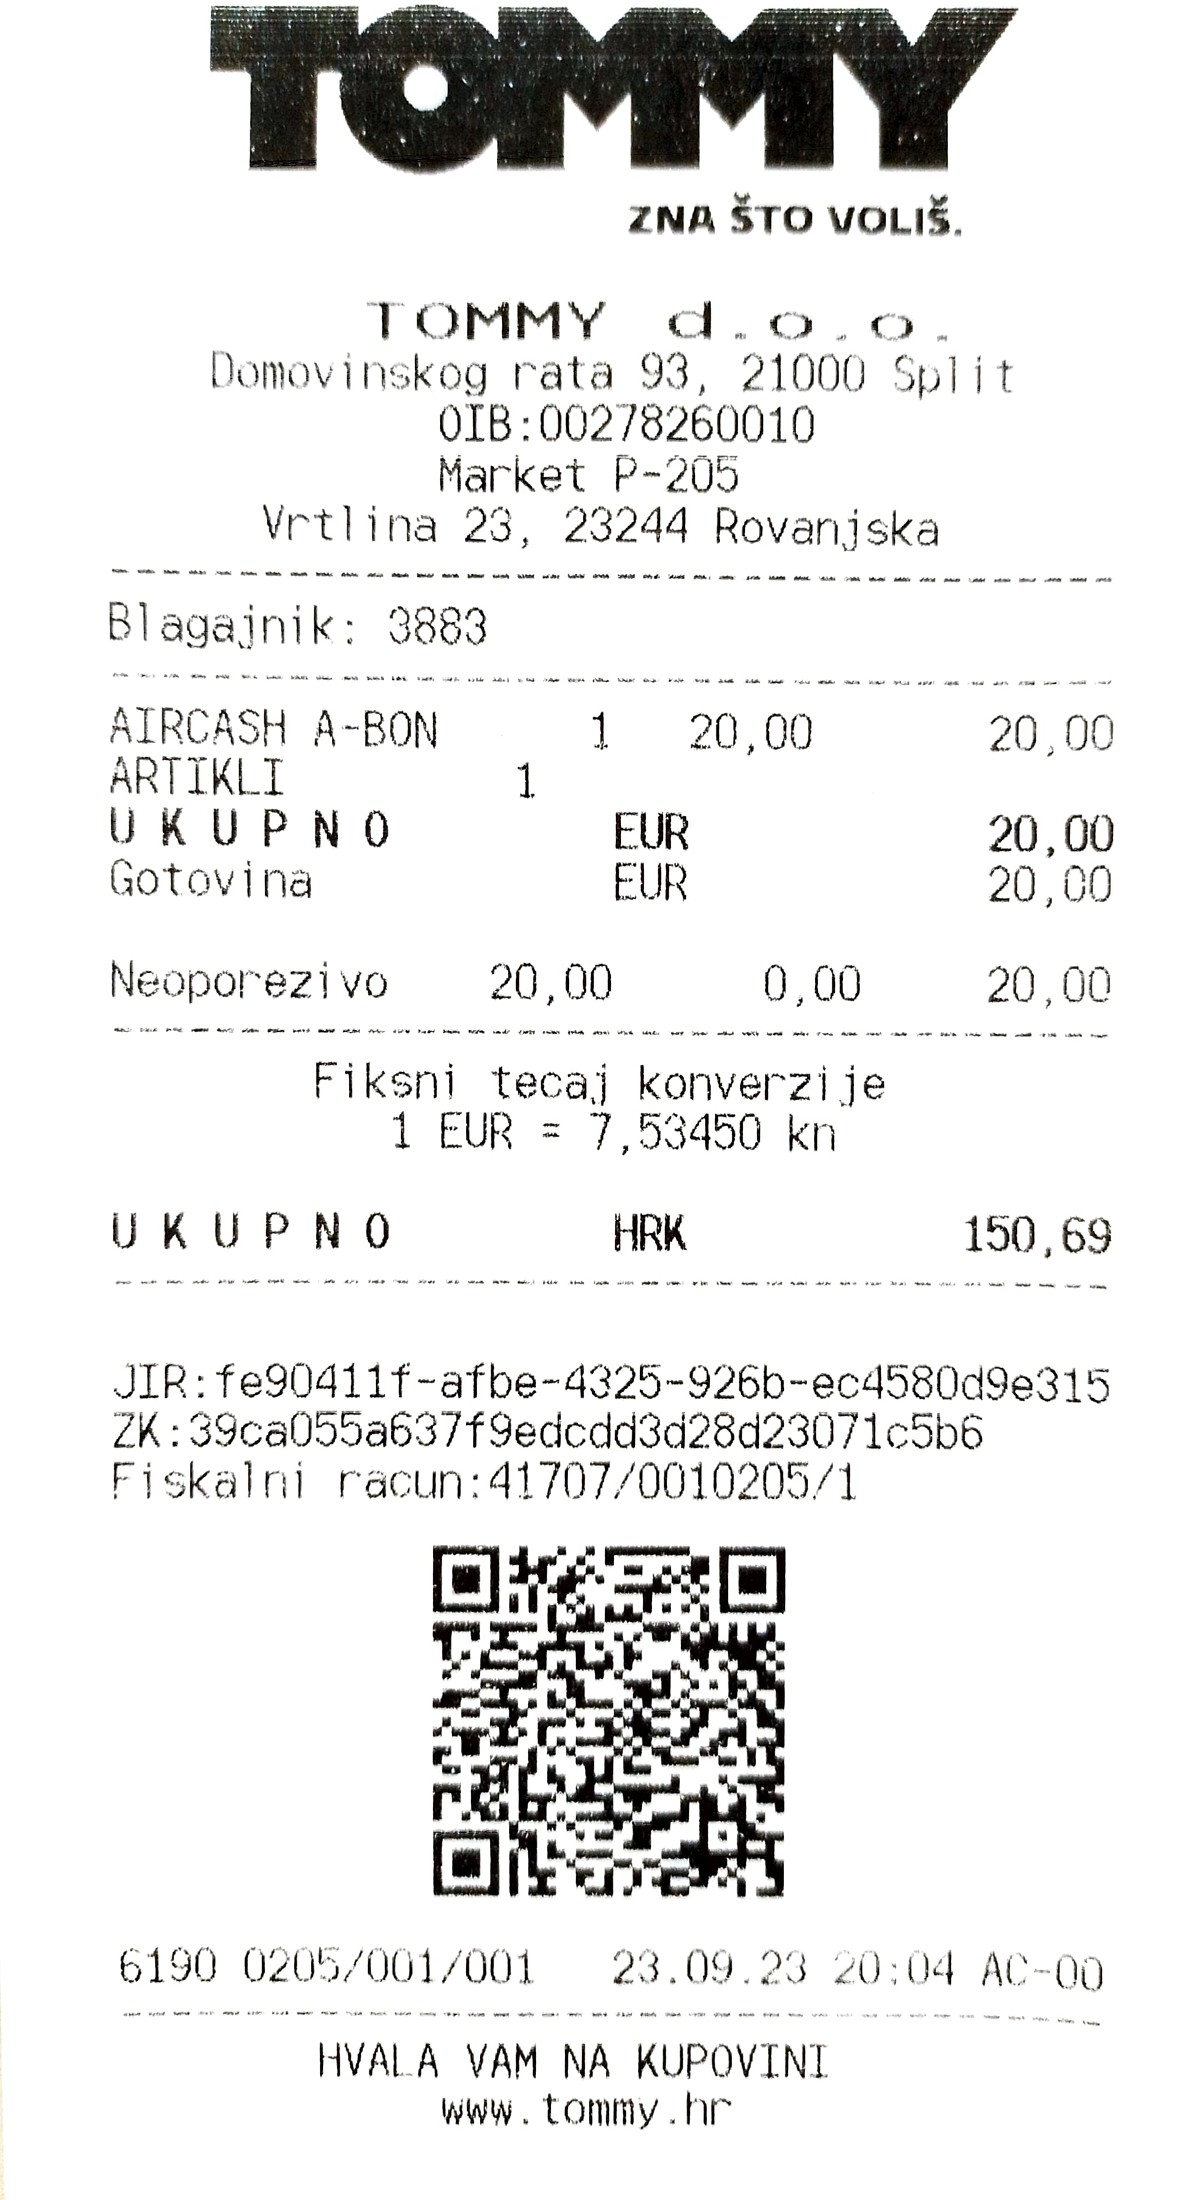 TOMMY
ZNA ŠTO VOLIŠ.
TOMMY d.o.o.
Domovinskog rata 93, 21000 Split
OIB:00278260010
Market P-205
Vrtlina 23, 23244 Rovanjska
Blagajnik: 3883
AIRCASH A-BON 1 20,00 20,00
ARTIKLI 1
U K U P N O EUR 20,00
Gotovina EUR 20,00
Neoporezivo 20,00 0,00 20,00
Fiksni tecaj konverzije
1 EUR = 7,53450 kn
U K U P N O HRK 150,69
JIR:fe90411f-afbe-4325-926b-ec4580d9e315
ZK:39ca055a637f9edcdd3d28d23071c5b6
Fiskalni racun:41707/0010205/1
6190 0205/001/001 23.09.23 20:04 AC-00
HVALA VAM NA KUPOVINI
www.tommy.hr